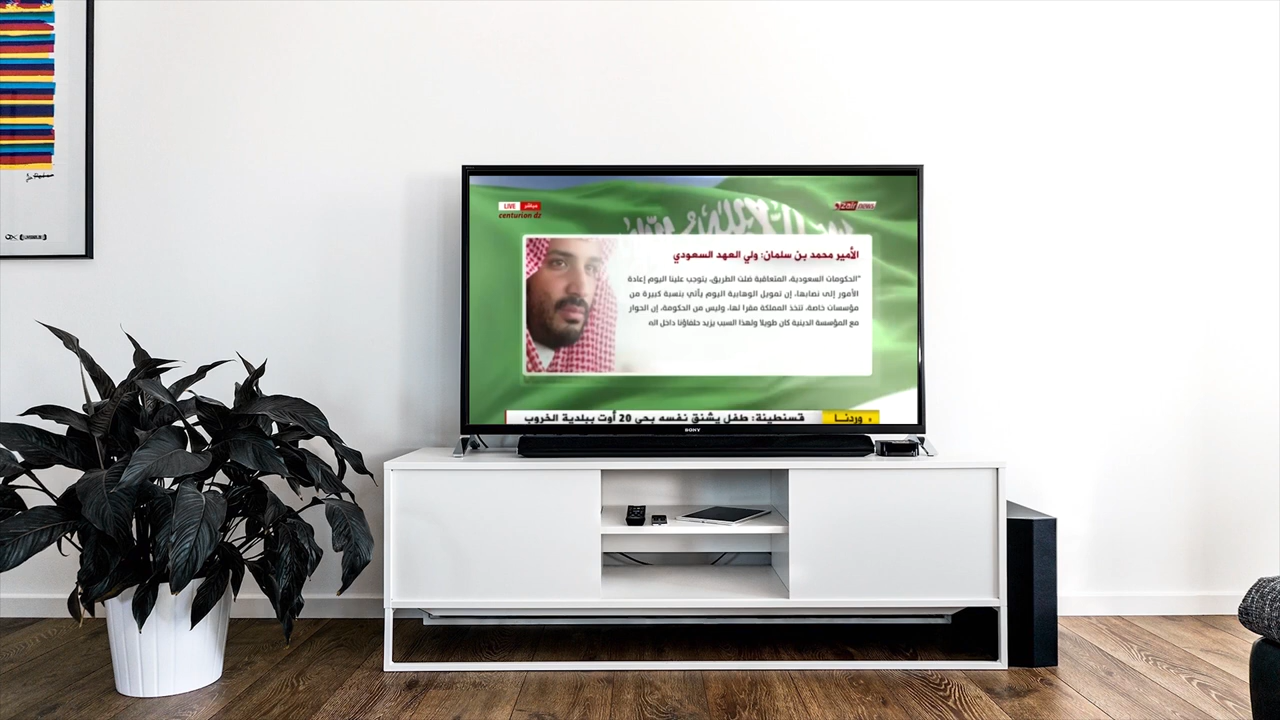 LIVE مباشر
centurion dz
news
الأمير محمد بن سلمان: ولي العهد السعودي
"الحكومات السعودية، المتعاقبة ضلت الطريق، يتوجب علينا اليوم إعادة
الأمور إلى نصابها، إن تمويل الوهابية اليوم يأتي بنسبة كبيرة من
مؤسسات خاصة، تتخذ المملكة مقرا لها، وليس من الحكومة، إن الحوار
مع المؤسسة الدينية كان طويلا ولهذا السبب يزيد حلفاؤنا داخل الم
وردنا
قسنطينة: طفل يشنق نفسه بحي 20 أوت ببلدية الخروب
SONY